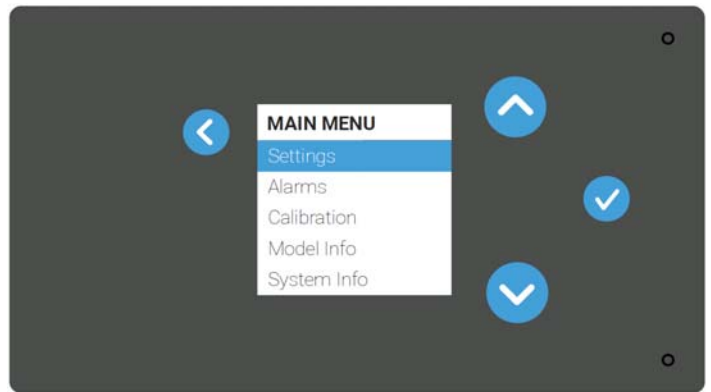 MAIN MENU
Settings
Alarms
Calibration
Model Info
System Info